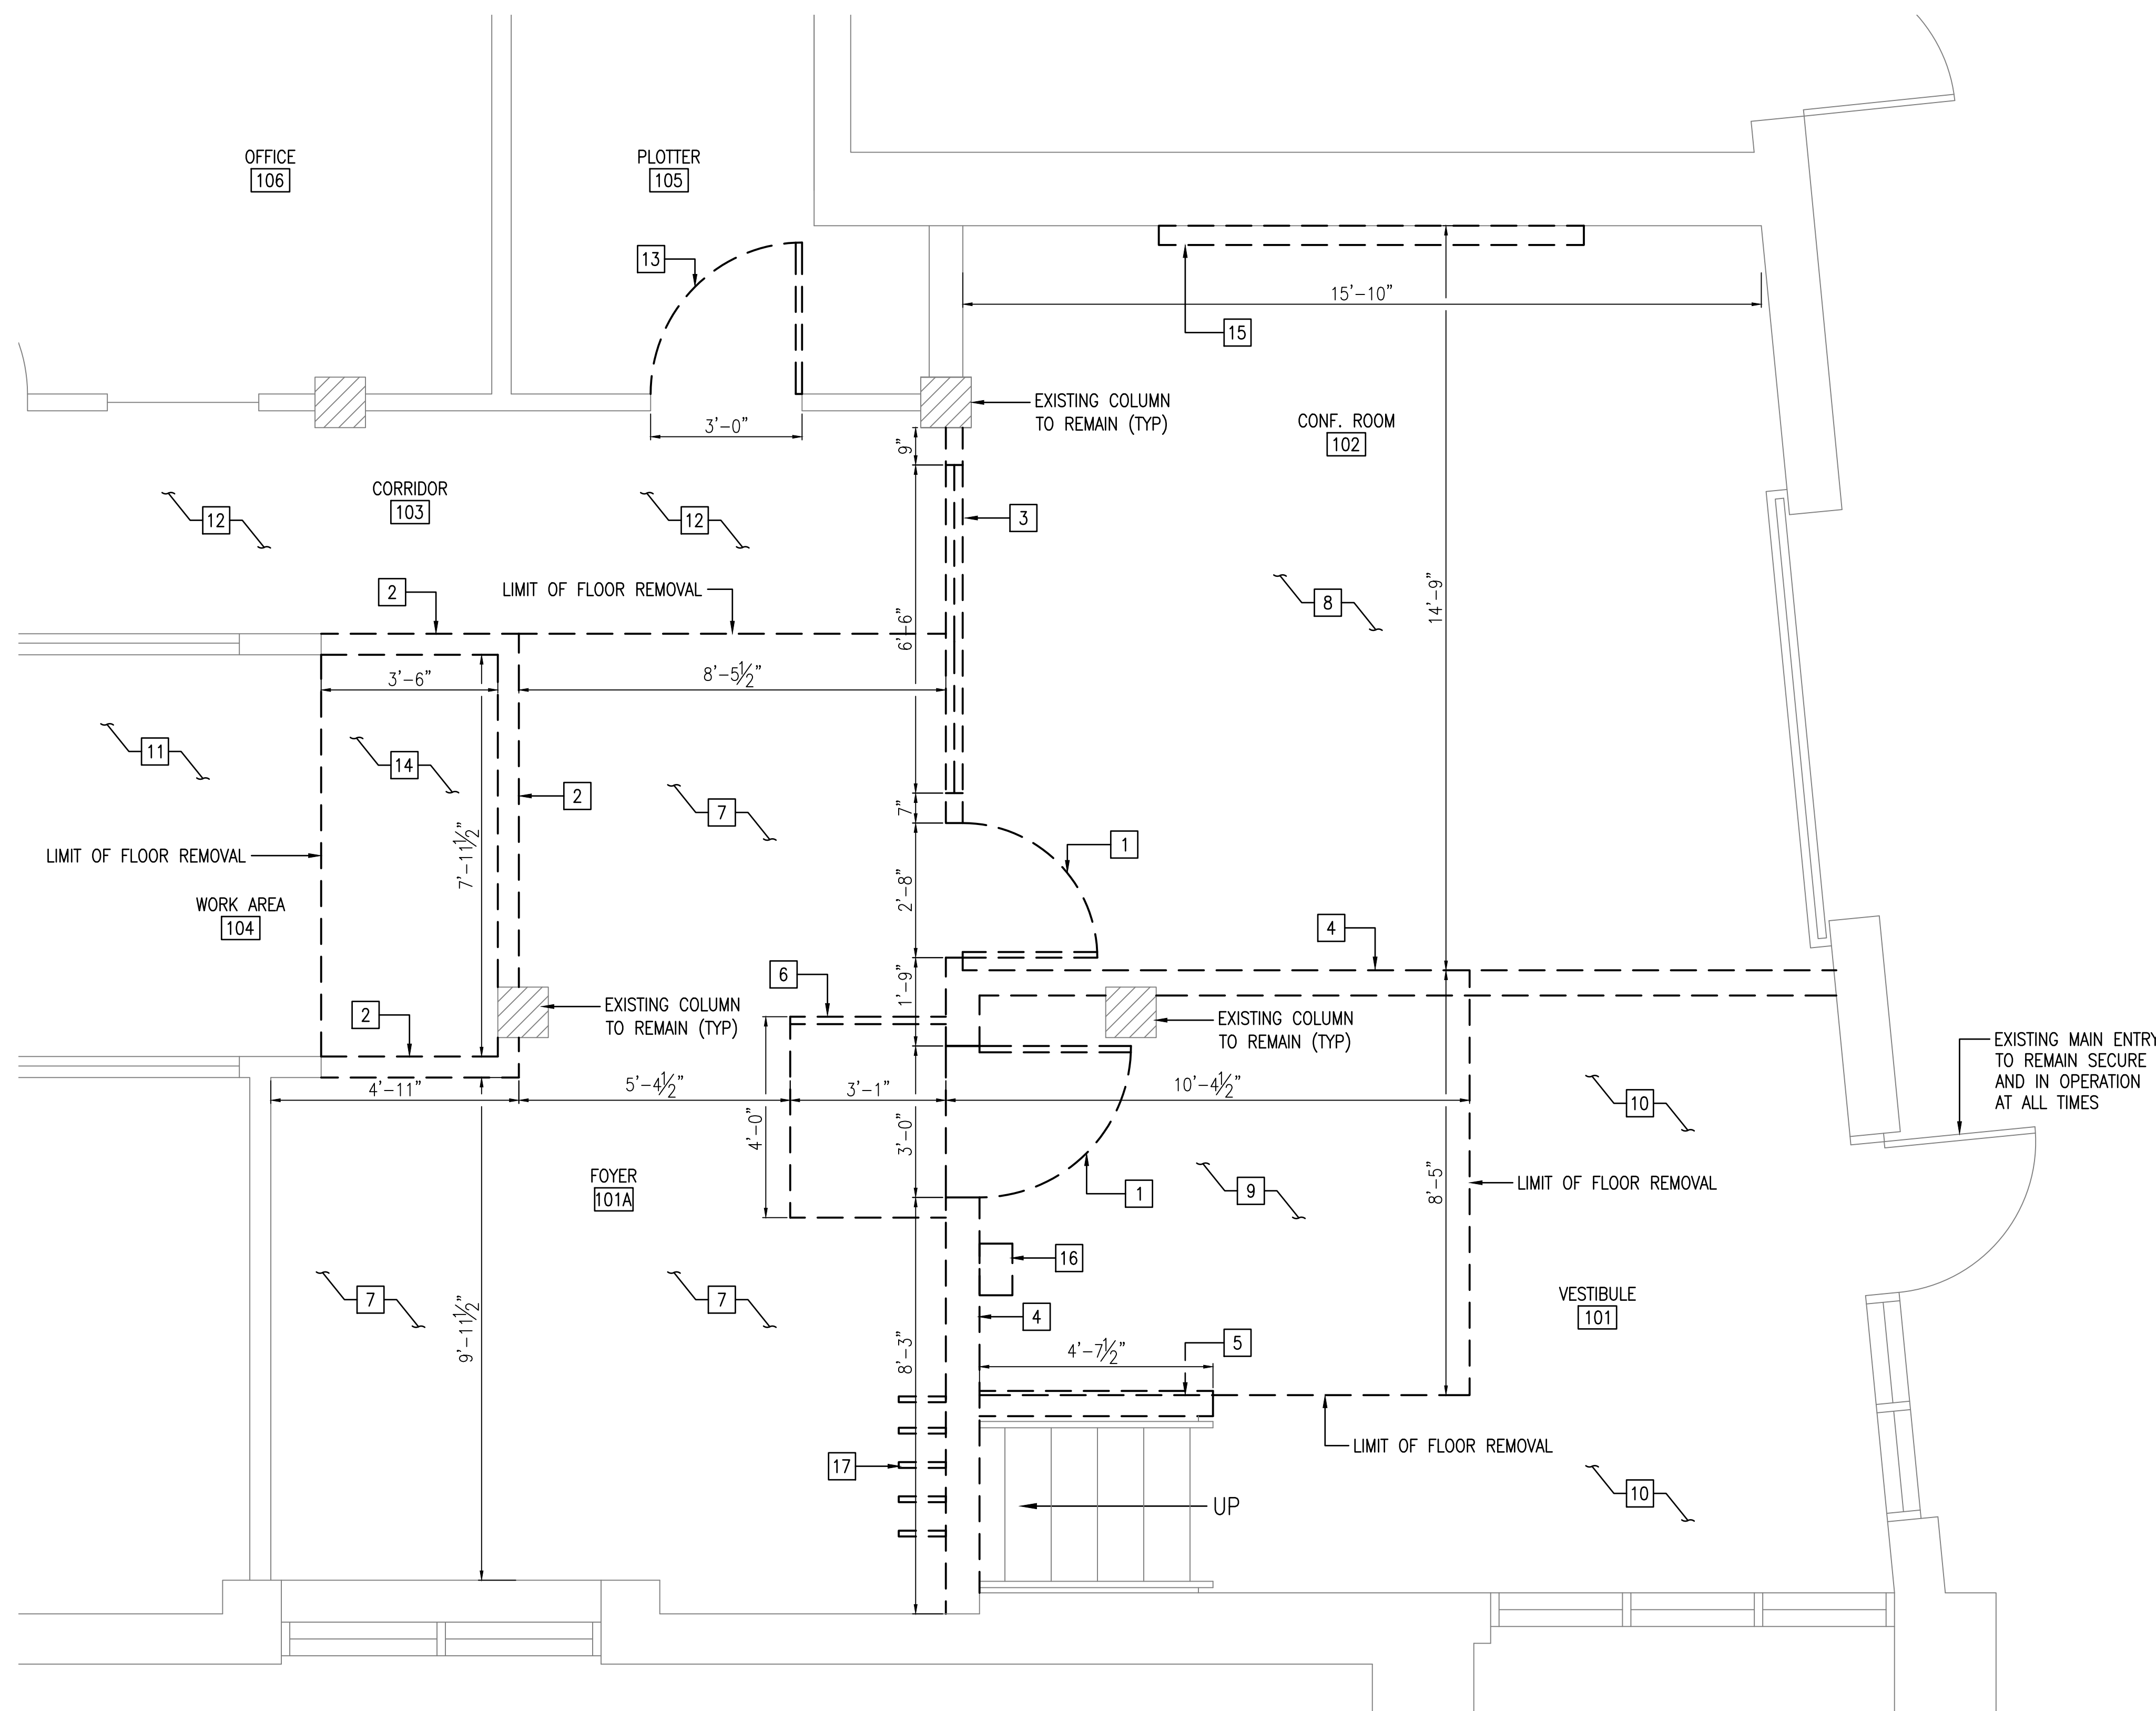 OFFICE
106
PLOTTER
105
13
15'-10"
15
3'-0"
EXISTING COLUMN
TO REMAIN (TYP)
CONF. ROOM
102
9"
CORRIDOR
103
12
12
3
2
LIMIT OF FLOOR REMOVAL
6'-6"
14'-9"
8
3'-6"
8'-5½"
11
14
2
7
7"
1
LIMIT OF FLOOR REMOVAL
7'-11½"
2'-8"
WORK AREA
104
4
6
1'-9"
2
EXISTING COLUMN
TO REMAIN (TYP)
EXISTING COLUMN
TO REMAIN (TYP)
EXISTING MAIN ENTRY
TO REMAIN SECURE
AND IN OPERATION
AT ALL TIMES
4'-11"
5'-4½"
3'-1"
10'-4½"
10
4'-0"
3'-0"
FOYER
101A
1
9
8'-5"
LIMIT OF FLOOR REMOVAL
16
7
7
4
VESTIBULE
101
9'-11½"
8'-3"
4'-7½"
5
LIMIT OF FLOOR REMOVAL
17
UP
10